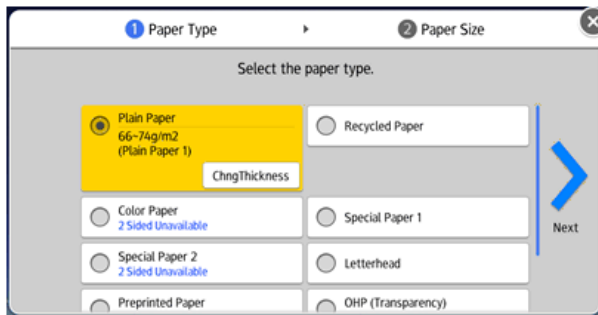 1 Paper Type
2 Paper Size
Select the paper type.
Plain Paper
66~74g/m2
(Plain Paper 1)
ChngThickness
Recycled Paper
Color Paper
2 Sided Unavailable
Special Paper 1
Next
Special Paper 2
2 Sided Unavailable
Letterhead
Preprinted Paper
OHP (Transparency)